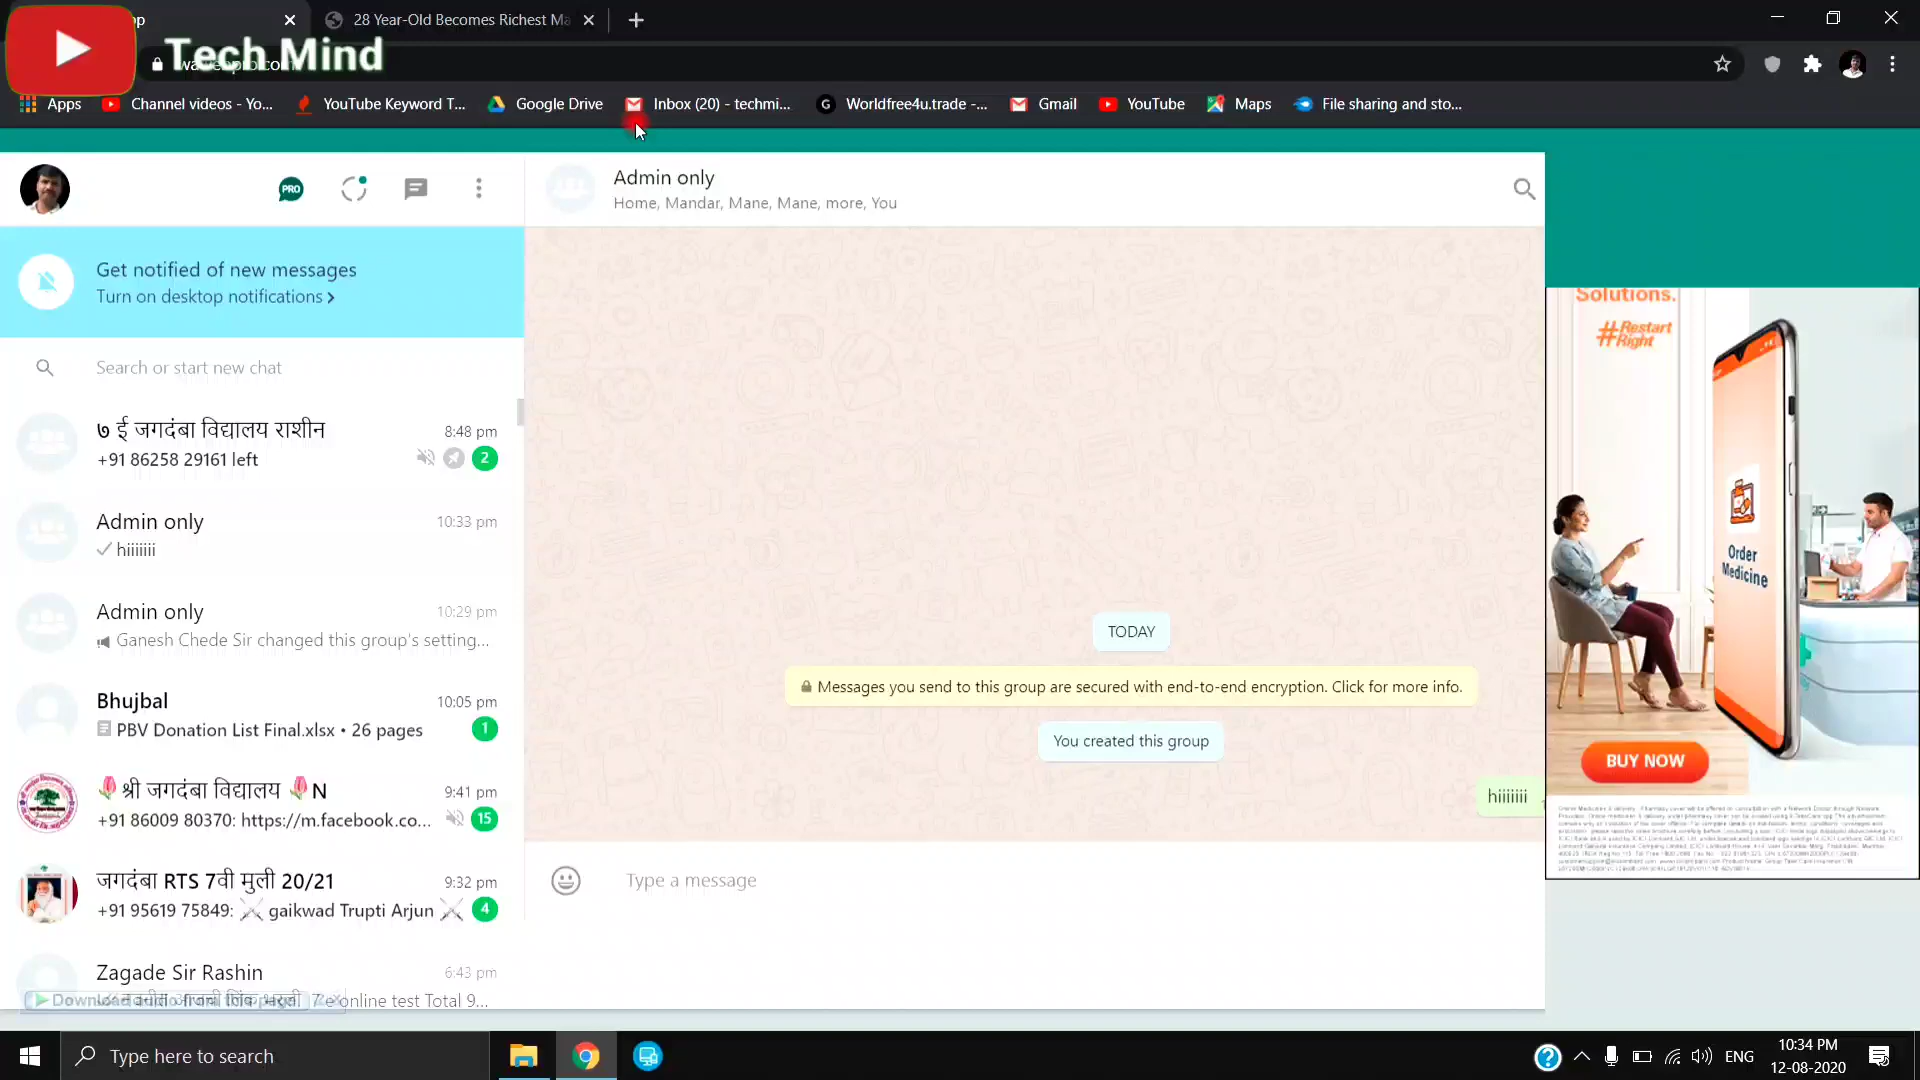 28 Year-Old Becomes Richest Ma
Tech Mind
Apps
Channel videos - Yo...
YouTube Keyword T...
Google Drive
Inbox (20) - techmi...
Worldfree4u.trade -...
Gmail
YouTube
Maps
File sharing and sto...
PRO
Get notified of new messages
Turn on desktop notifications
Search or start new chat
७ ई जगदंबा विद्यालय राशीन
8:48 pm
+91 86258 29161 left
2
Admin only
10:33 pm
hiiiiiii
Admin only
10:29 pm
Ganesh Chede Sir changed this group's setting...
Bhujbal
10:05 pm
PBV Donation List Final.xlsx • 26 pages
1
🌷श्री जगदंबा विद्यालय 🌷N
9:41 pm
+91 86009 80370: https://m.facebook.co...
15
जगदंबा RTS 7वी मुली 20/21
9:32 pm
+91 95619 75849: ⚔ gaikwad Trupti Arjun ⚔
4
Zagade Sir Rashin
6:43 pm
online test Total 9...
Admin only
Home, Mandar, Mane, Mane, more, You
TODAY
Messages you send to this group are secured with end-to-end encryption. Click for more info.
You created this group
hiiiiiii
Type a message
Solutions.
#Restart
Right
Order
Medicine
BUY NOW
Type here to search
ENG
10:34 PM
12-08-2020